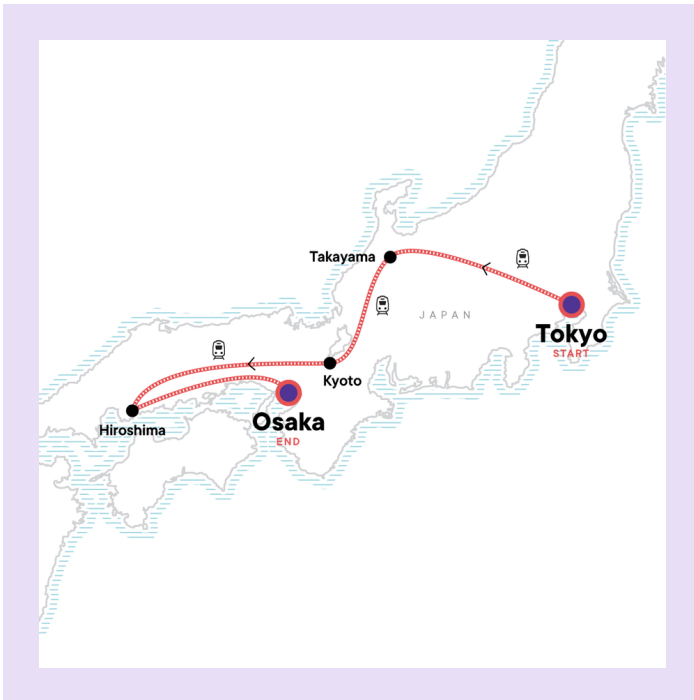 Takayama
JAPAN
Tokyo
START
Kyoto
Osaka
END
Hiroshima